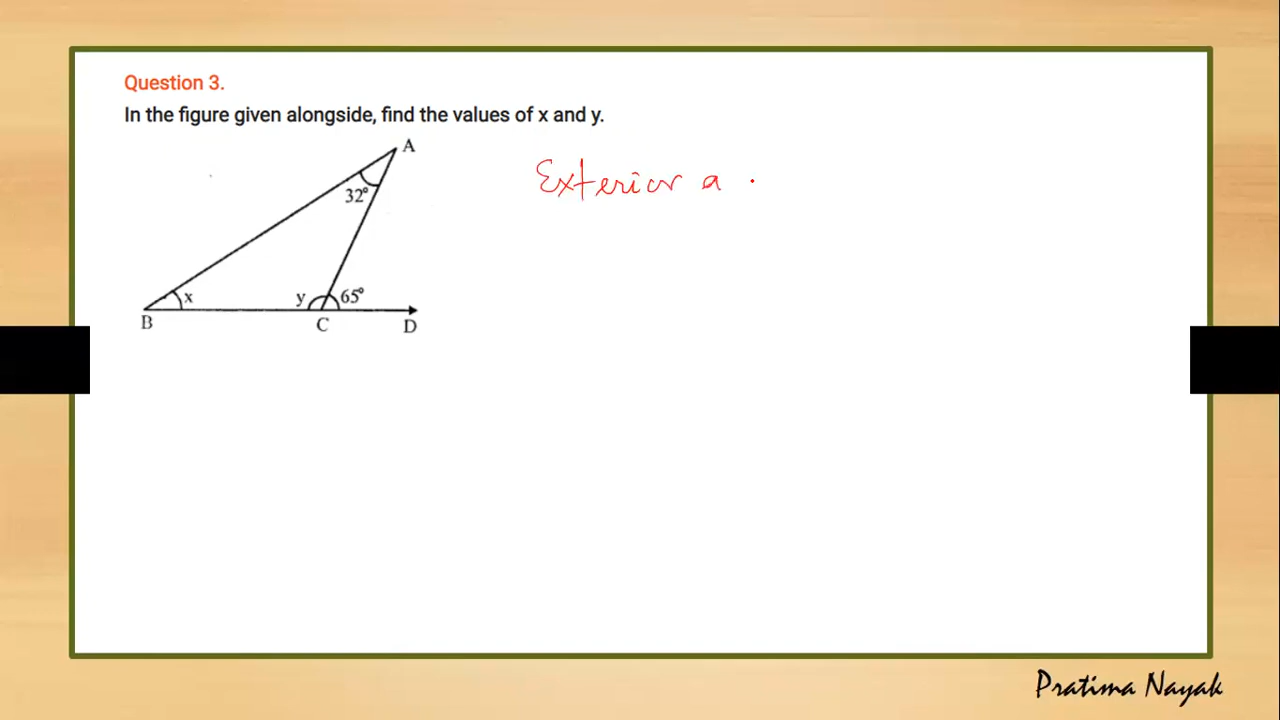 Question 3.
In the figure given alongside, find the values of x and y.
A
Exterior a
32°
x
y 65°
B C D
Pratima Nayak